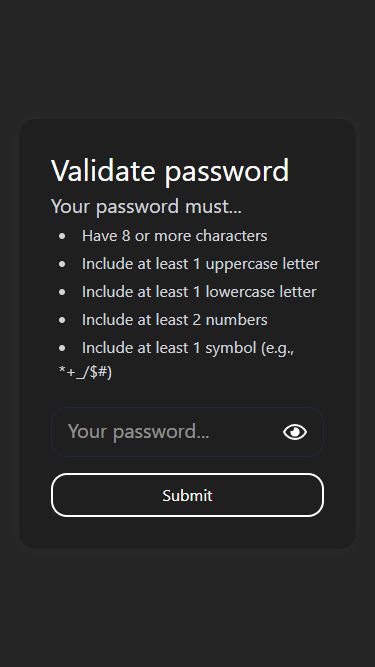 Validate password
Your password must...
• Have 8 or more characters
• Include at least 1 uppercase letter
• Include at least 1 lowercase letter
• Include at least 2 numbers
• Include at least 1 symbol (e.g.,
*+_/$#)
Your password...
Submit